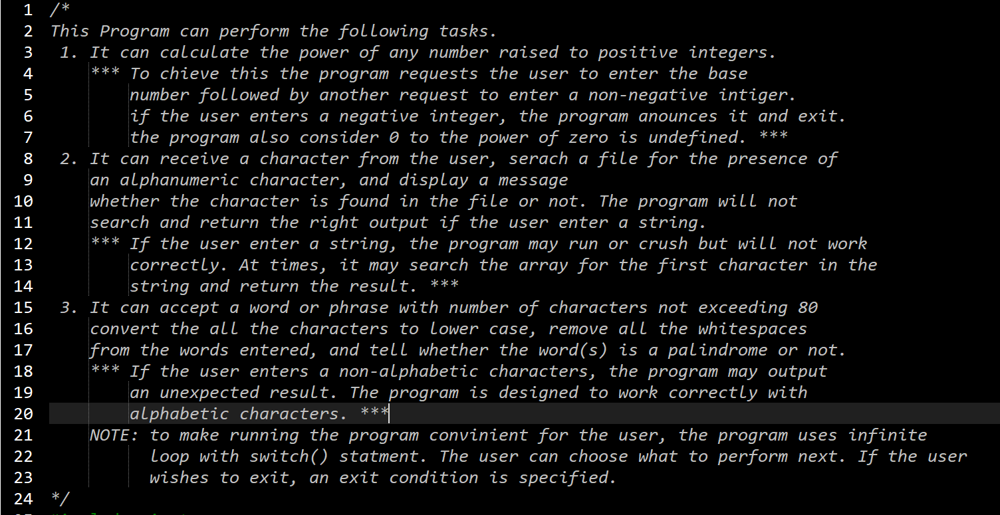 1 /*
2 This Program can perform the following tasks.
3 1. It can calculate the power of any number raised to positive integers.
4 *** To chieve this the program requests the user to enter the base
5 number followed by another request to enter a non-negative intiger.
6 if the user enters a negative integer, the program anounces it and exit.
7 the program also consider 0 to the power of zero is undefined. ***
8 2. It can receive a character from the user, serach a file for the presence of
9 an alphanumeric character, and display a message
10 whether the character is found in the file or not. The program will not
11 search and return the right output if the user enter a string.
12 *** If the user enter a string, the program may run or crush but will not work
13 correctly. At times, it may search the array for the first character in the
14 string and return the result. ***
15 3. It can accept a word or phrase with number of characters not exceeding 80
16 convert the all the characters to lower case, remove all the whitespaces
17 from the words entered, and tell whether the word(s) is a palindrome or not.
18 *** If the user enters a non-alphabetic characters, the program may output
19 an unexpected result. The program is designed to work correctly with
20 alphabetic characters. ***
21 NOTE: to make running the program convinient for the user, the program uses infinite
22 loop with switch() statment. The user can choose what to perform next. If the user
23 wishes to exit, an exit condition is specified.
24 */